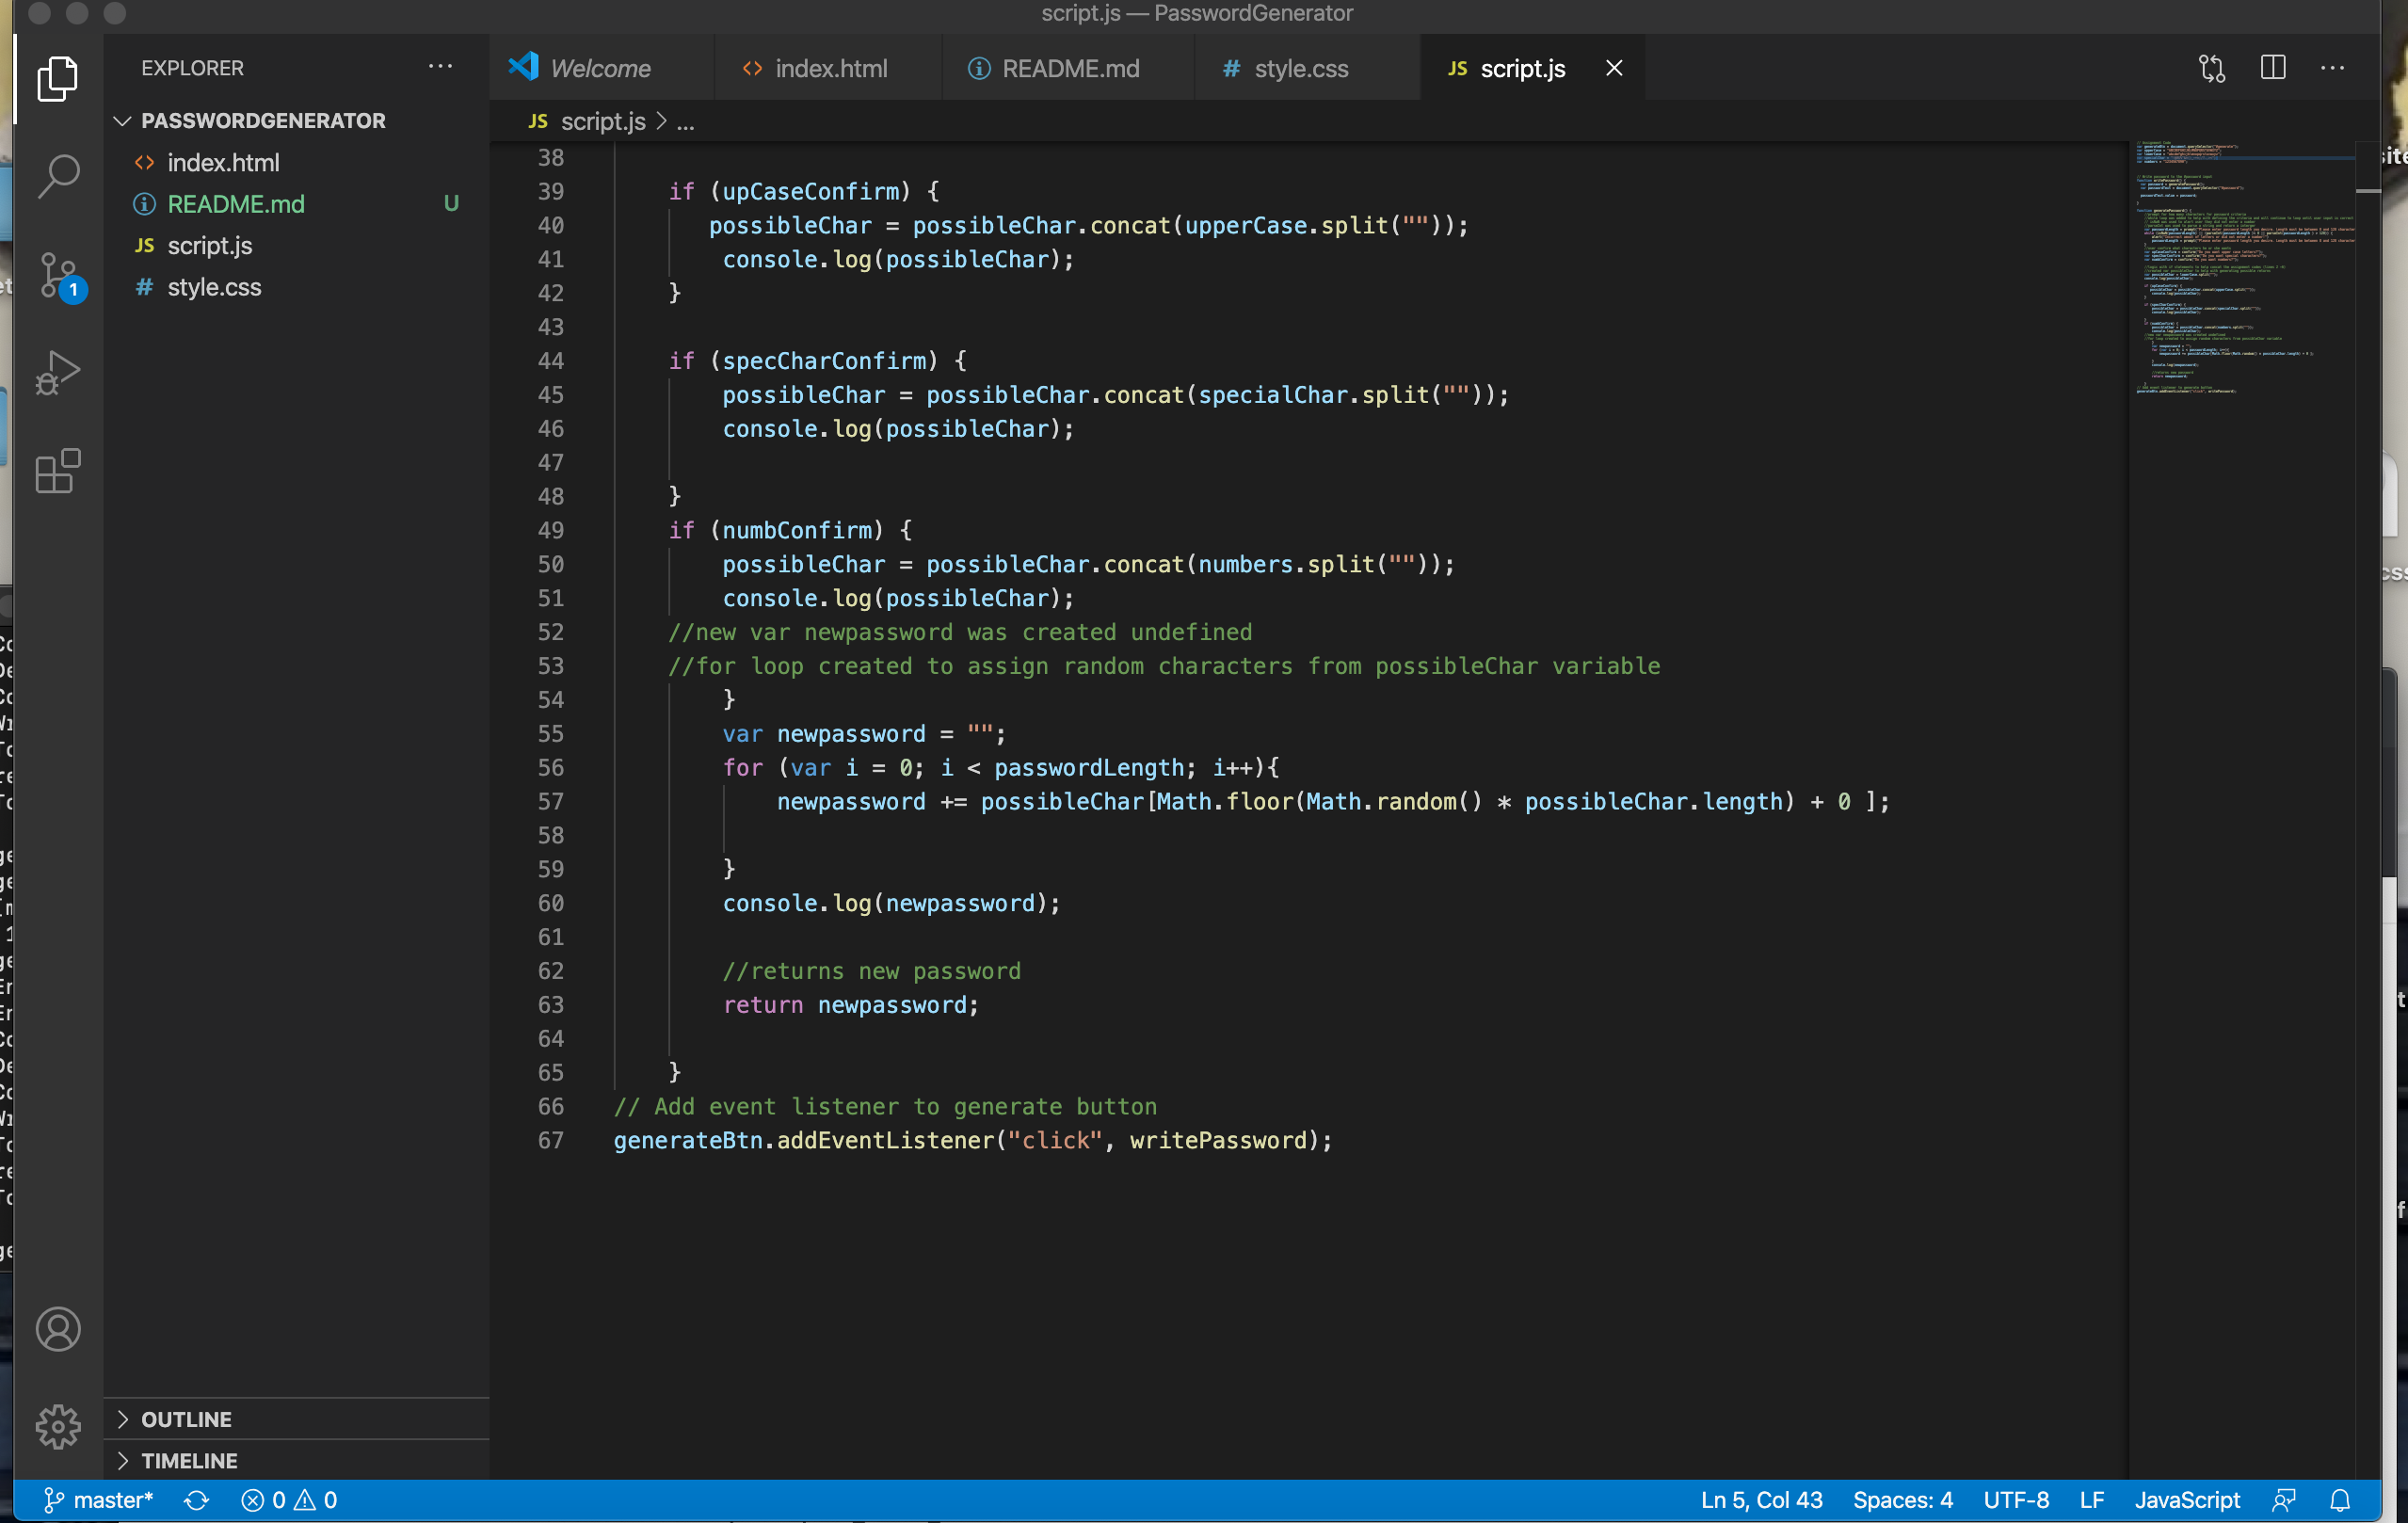 script.js — PasswordGenerator
EXPLORER
Welcome
index.html
README.md
# style.css
JS script.js
PASSWORDGENERATOR
index.html
README.md U
JS script.js
# style.css
1
JS script.js > ...
38
39 if (upCaseConfirm) {
40 possibleChar = possibleChar.concat(upperCase.split(""));
41 console.log(possibleChar);
42 }
43
44 if (specCharConfirm) {
45 possibleChar = possibleChar.concat(specialChar.split(""));
46 console.log(possibleChar);
47
48 }
49 if (numbConfirm) {
50 possibleChar = possibleChar.concat(numbers.split(""));
51 console.log(possibleChar);
52 //new var newpassword was created undefined
53 //for loop created to assign random characters from possibleChar variable
54 }
55 var newpassword = "";
56 for (var i = 0; i < passwordLength; i++){
57 newpassword += possibleChar[Math.floor(Math.random() * possibleChar.length) + 0 ];
58
59 }
60 console.log(newpassword);
61
62 //returns new password
63 return newpassword;
64
65 }
66 // Add event listener to generate button
67 generateBtn.addEventListener("click", writePassword);
OUTLINE
TIMELINE
master* 0 0 Ln 5, Col 43 Spaces: 4 UTF-8 LF JavaScript